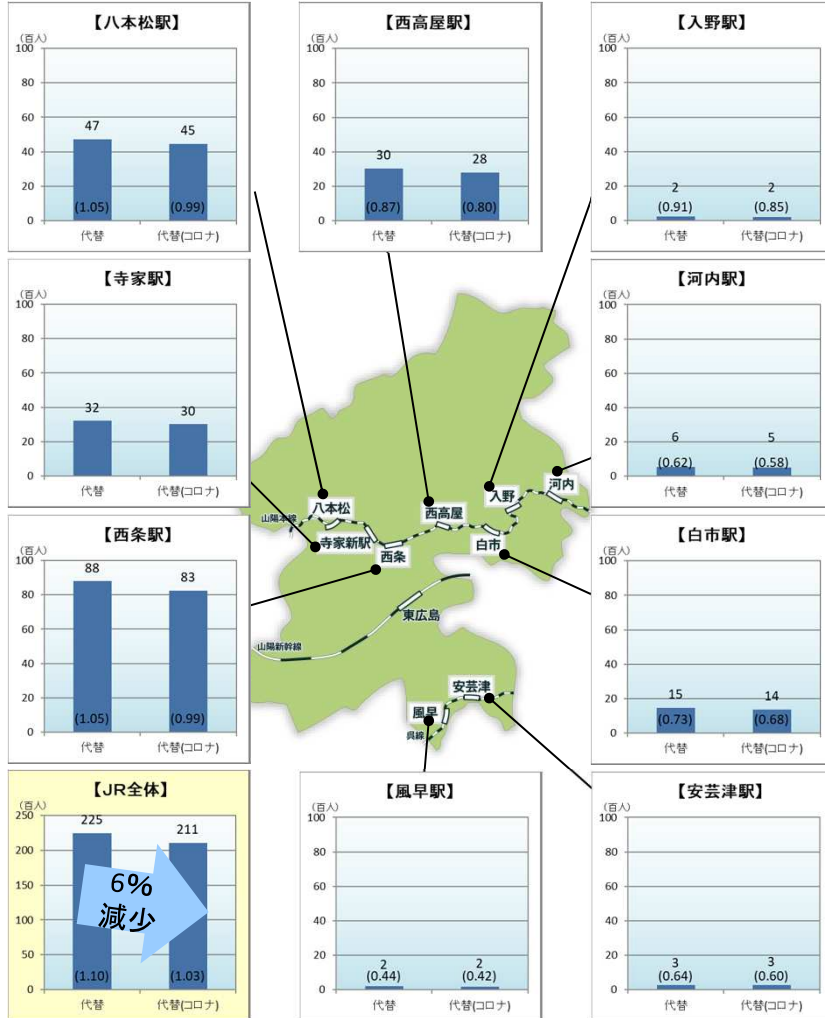 【八本松駅】
(百人)
100
80
60
40
20
0
47
45
(1.05)
(0.99)
代替
代替(コロナ)
【西高屋駅】
(百人)
100
80
60
40
20
0
30
28
(0.87)
(0.80)
代替
代替(コロナ)
【入野駅】
(百人)
100
80
60
40
20
0
2
2
(0.91)
(0.85)
代替
代替(コロナ)
【寺家駅】
(百人)
100
80
60
40
20
0
32
30
代替
代替(コロナ)
【河内駅】
(百人)
100
80
60
40
20
0
6
5
(0.62)
(0.58)
代替
代替(コロナ)
山陽本線
八本松
寺家新駅
西条
西高屋
白市
入野
河内
東広島
山陽新幹線
安芸津
風早
呉線
【西条駅】
(百人)
100
80
60
40
20
0
88
83
(1.05)
(0.99)
代替
代替(コロナ)
【白市駅】
(百人)
100
80
60
40
20
0
15
14
(0.73)
(0.68)
代替
代替(コロナ)
【JR全体】
(百人)
250
200
150
100
50
0
225
211
6%
減少
(1.10)
(1.03)
代替
代替(コロナ)
【風早駅】
(百人)
100
80
60
40
20
0
2
2
(0.44)
(0.42)
代替
代替(コロナ)
【安芸津駅】
(百人)
100
80
60
40
20
0
3
3
(0.64)
(0.60)
代替
代替(コロナ)